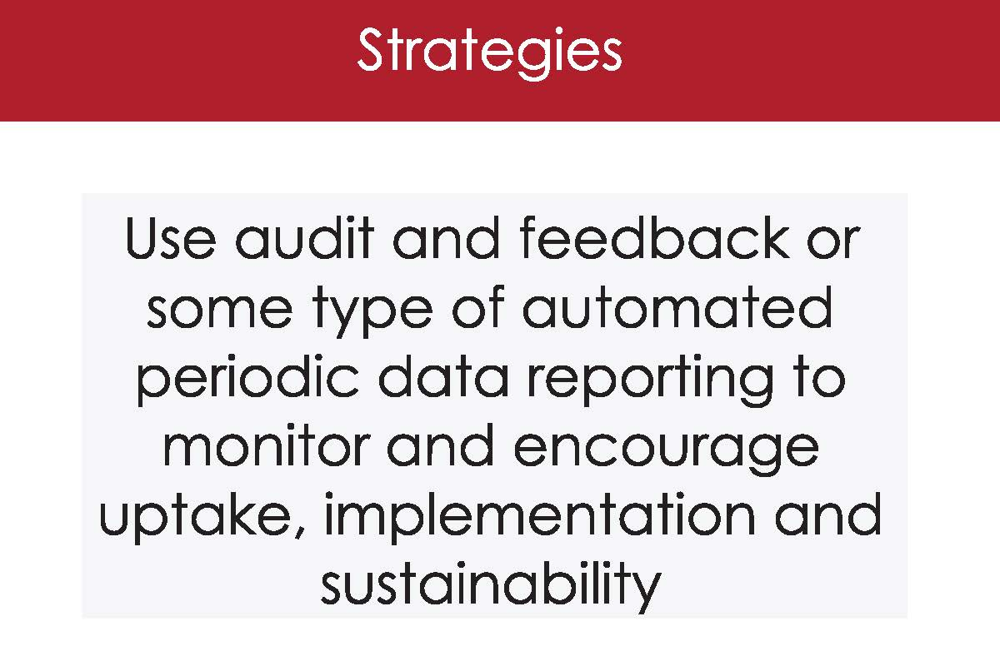 Strategies
Use audit and feedback or
some type of automated
periodic data reporting to
monitor and encourage
uptake, implementation and
sustainability